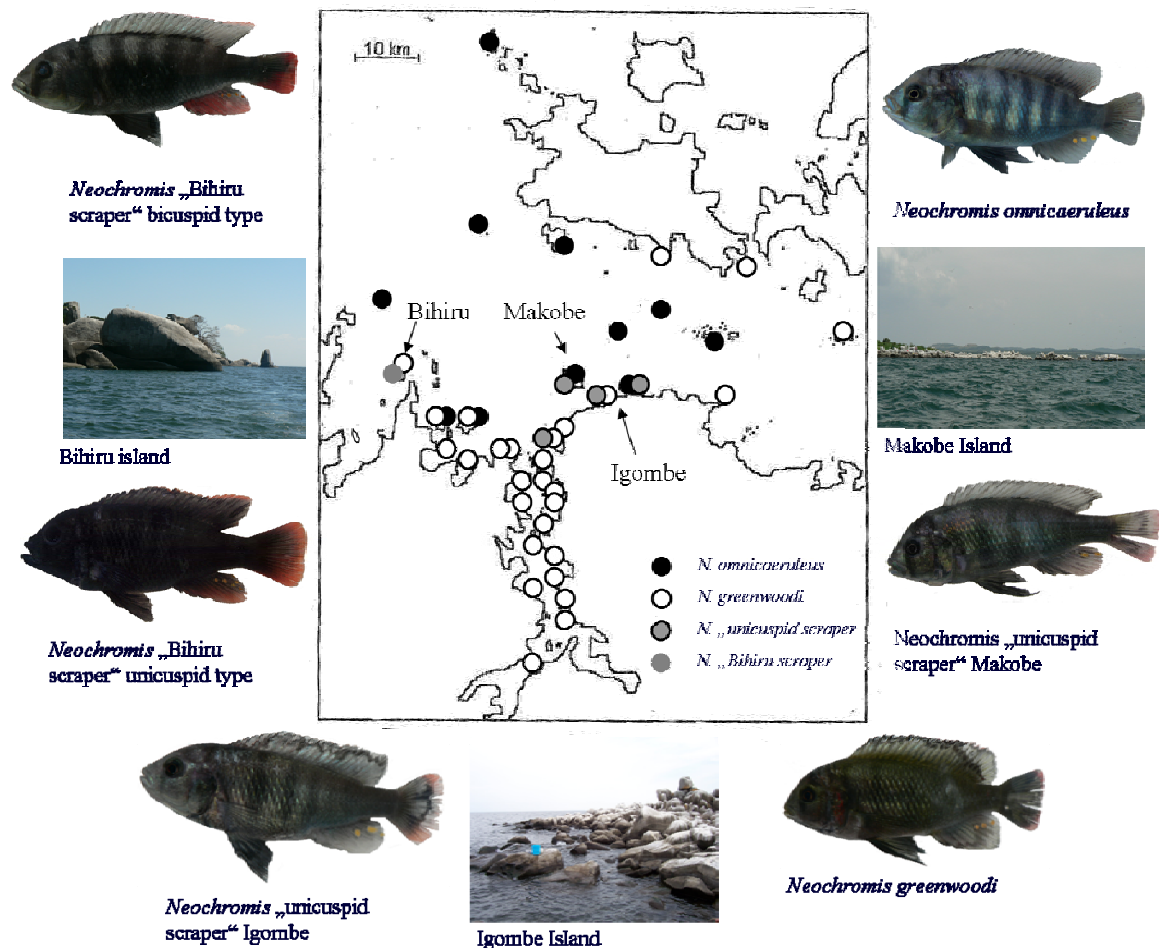 10 km
Neochromis „Bihiru
scraper“ bicuspid type
Neochromis omnicaeruleus
Bihiru
Makobe
Bihiru island
Makobe Island
Igombe
N. omnicaeruleus
N. greenwoodi
N. „unicuspid scraper
N. „Bihiru scraper
Neochromis „Bihiru
scraper“ unicuspid type
Neochromis „unicuspid
scraper“ Makobe
Neochromis „unicuspid
scraper“ Igombe
Igombe Island
Neochromis greenwoodi